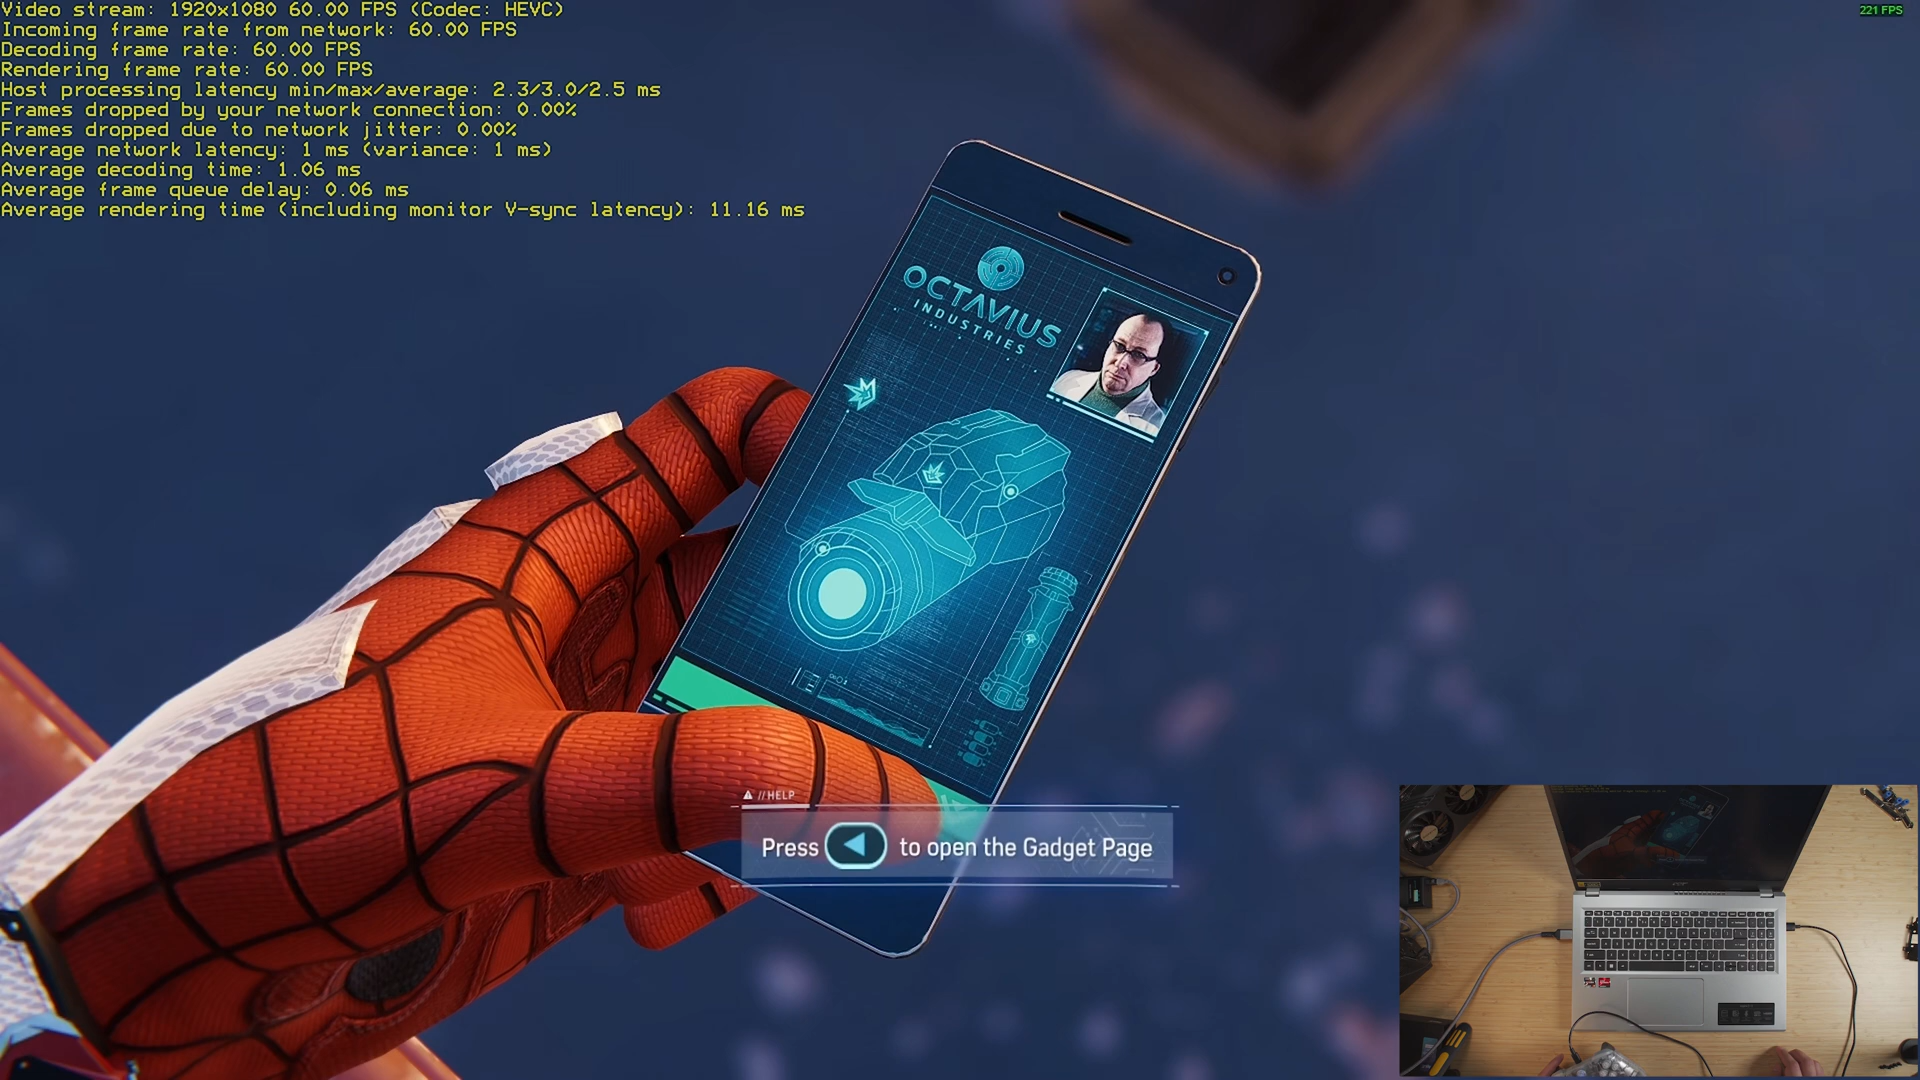 Video stream: 1920x1080 60.00 FPS (Codec: HEVC)
Incoming frame rate from network: 60.00 FPS
Decoding frame rate: 60.00 FPS
Rendering frame rate: 60.00 FPS
Host processing latency min/max/average: 2.3/3.0/2.5 ms
Frames dropped by your network connection: 0.00%
Frames dropped due to network jitter: 0.00%
Average network latency: 1 ms (variance: 1 ms)
Average decoding time: 1.06 ms
Average frame queue delay: 0.06 ms
Average rendering time (including monitor V-sync latency): 11.16 ms
221 FPS
OCTAVIUS
INDUSTRIES
//HELP
Press to open the Gadget Page